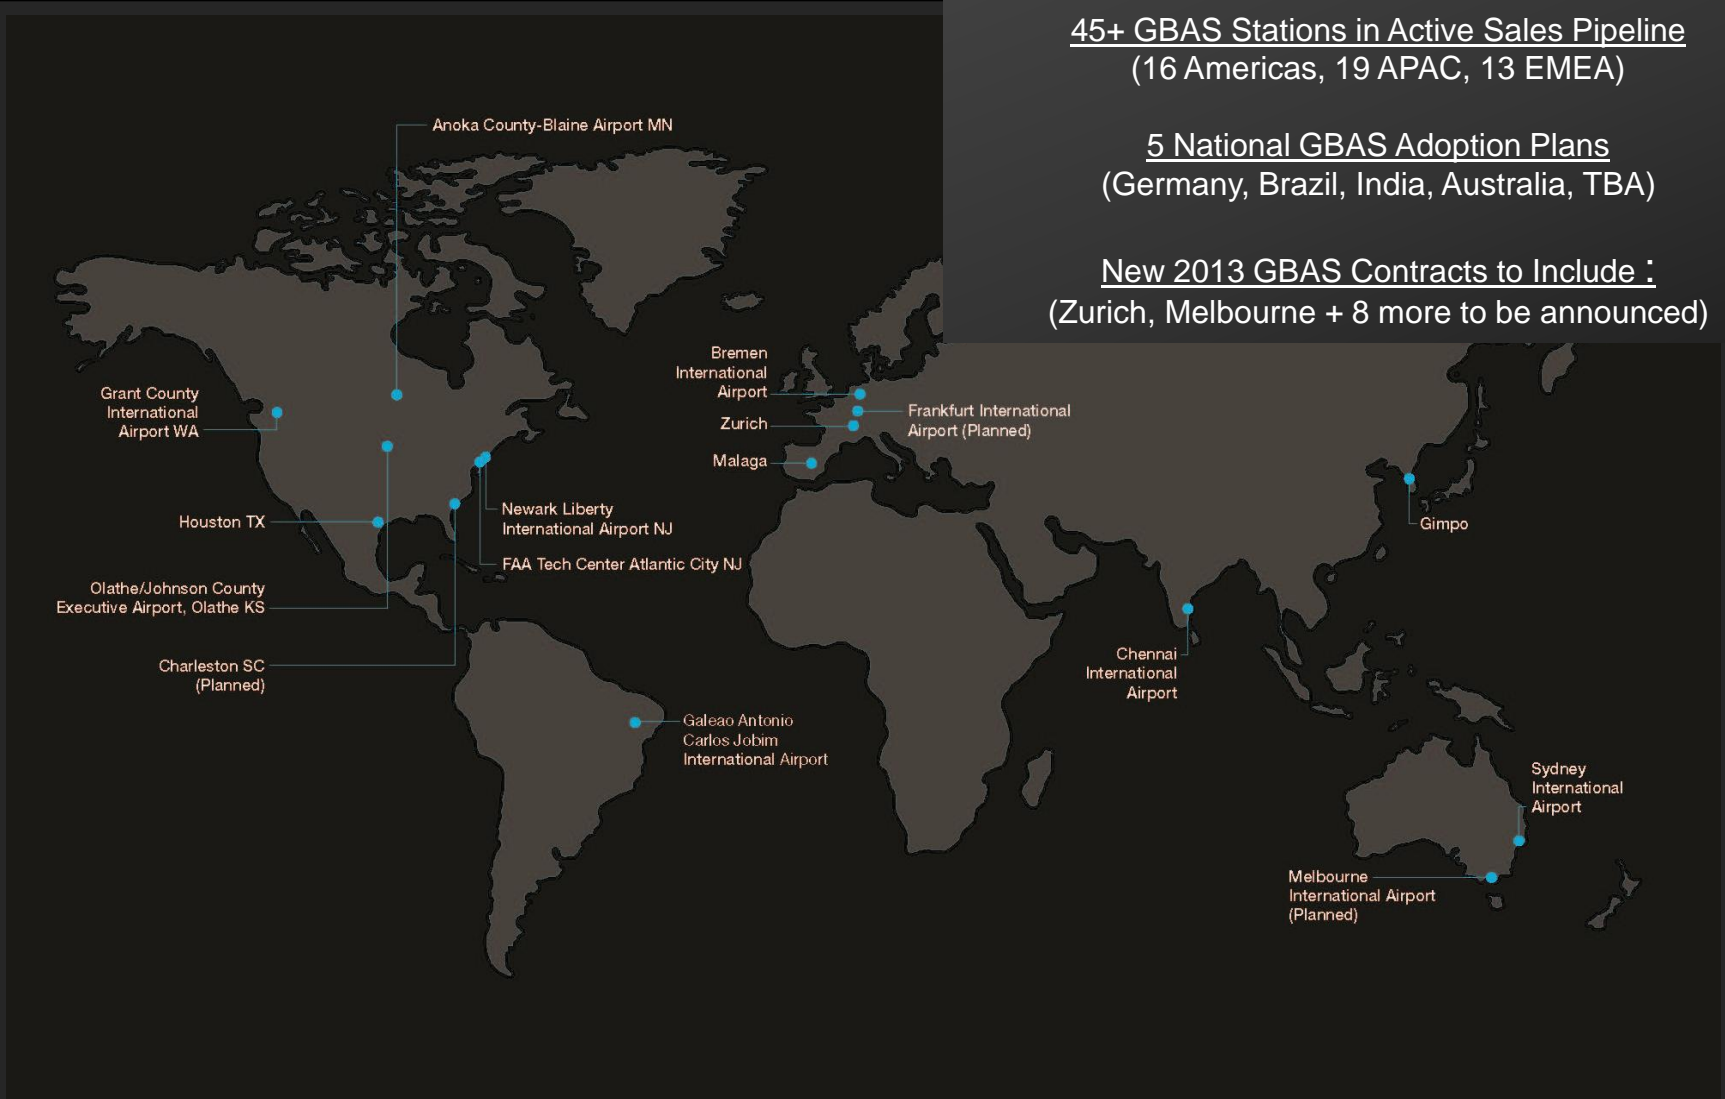 45+ GBAS Stations in Active Sales Pipeline
(16 Americas, 19 APAC, 13 EMEA)
5 National GBAS Adoption Plans
(Germany, Brazil, India, Australia, TBA)
New 2013 GBAS Contracts to Include :
(Zurich, Melbourne + 8 more to be announced)
Anoka County-Blaine Airport MN
Grant County
International
Airport WA
Houston TX
Olathe/Johnson County
Executive Airport, Olathe KS
Charleston SC
(Planned)
Newark Liberty
International Airport NJ
FAA Tech Center Atlantic City NJ
Galeao Antonio
Carlos Jobim
International Airport
Bremen
International
Airport
Zurich
Malaga
Frankfurt International
Airport (Planned)
Gimpo
Chennai
International
Airport
Sydney
International
Airport
Melbourne
International Airport
(Planned)